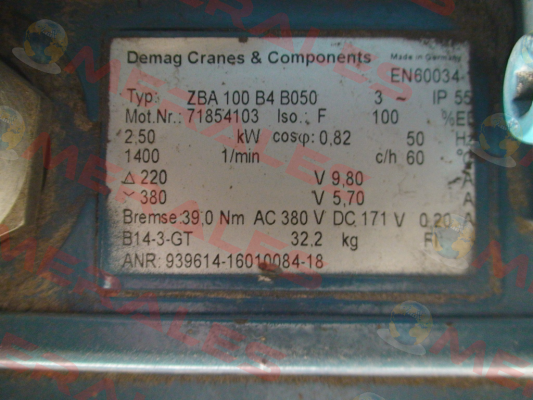 Demag Cranes & Components Made in Germany
EN60034-
Typ ZBA 100 B4 B050 3 ~ IP 55
Mot.Nr.: 71854103 Iso.: F 100 %ED
2,50 kW cosφ: 0,82 50 Hz
1400 1/min c/h 60 °C
△ 220 V 9,80 A
380 V 5,70 A
Bremse: 39,0 Nm AC 380 V DC 171 V 0,20 A
B14-3-GT 32,2 kg
ANR: 939614-16010084-18
MERALES